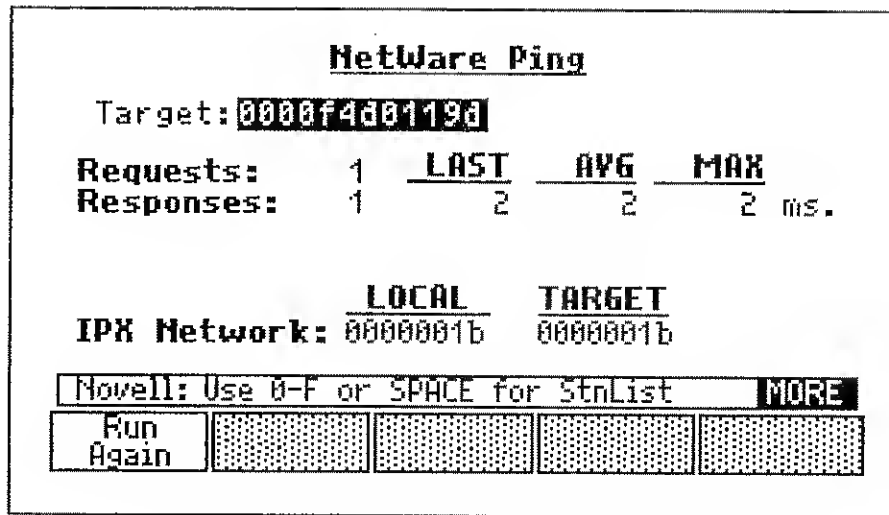 NetWare Ping
Target: 0000f4d0119d
Requests: 1 LAST AVG MAX
Responses: 1 2 2 2 ms.
LOCAL TARGET
IPX Network: 0000001b 0000001b
Novell: Use 0-F or SPACE for StnList MORE
Run
Again